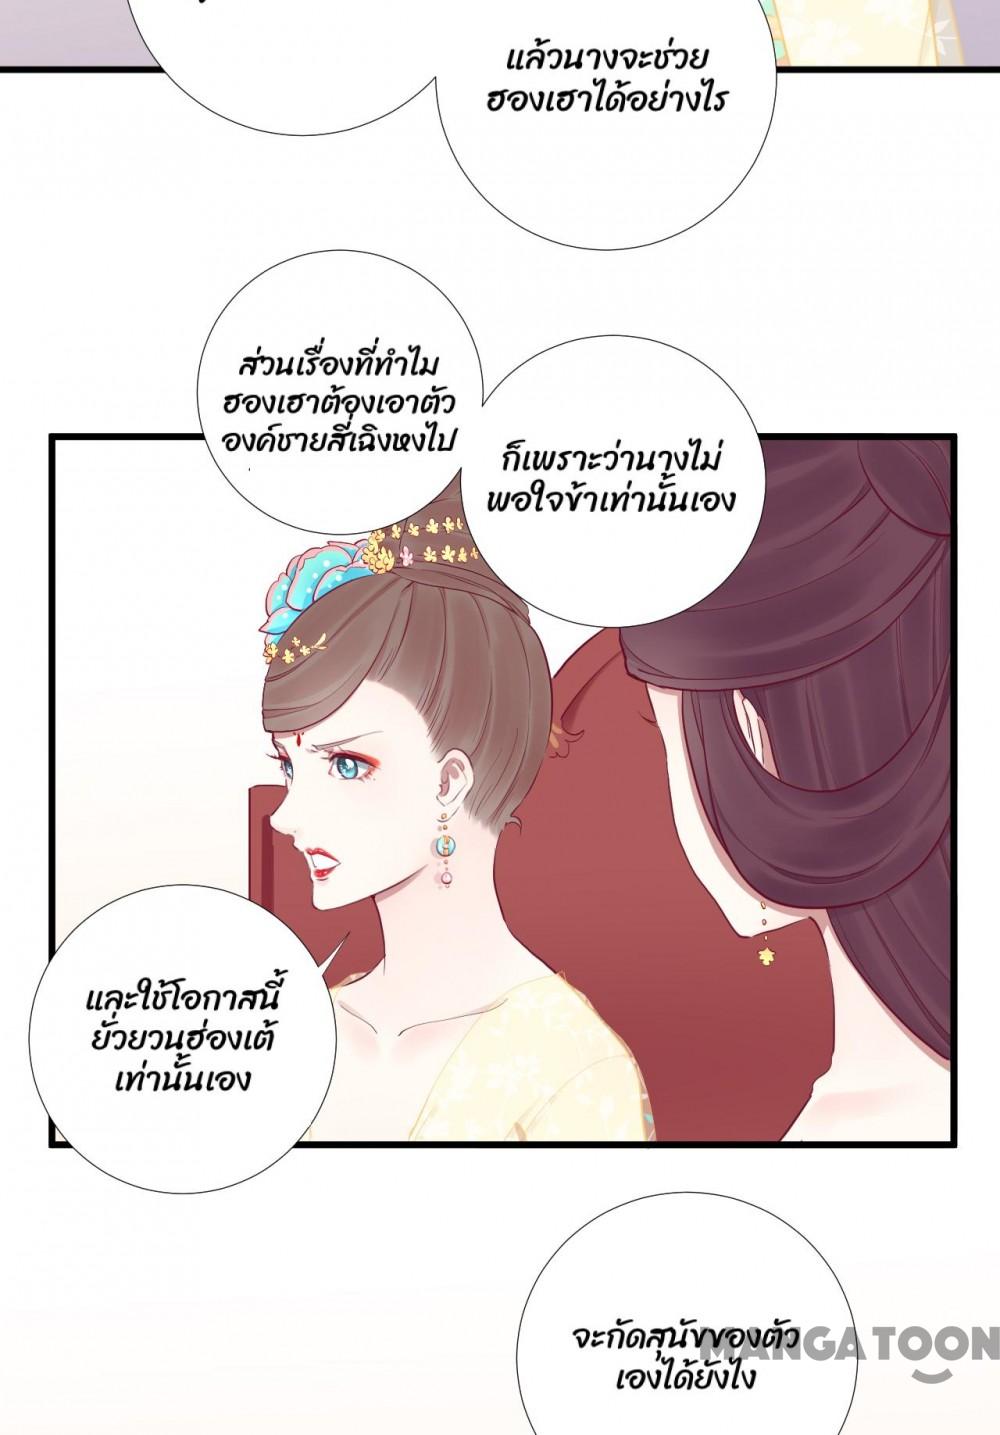 แล้วนางจะช่วย
ฮองเฮาได้อย่างไร
ส่วนเรื่องที่ทำไม
ฮองเฮาต้องเอาตัว
องค์ชายสี่เฉิงหงไป
ก็เพราะว่านางไม่
พอใจข้าเท่านั้นเอง
และใช้โอกาสนี้
ยั่วยวนฮ่องเต้
เท่านั้นเอง
จะกัดสุนัขของตัว
เองได้ยังไง
MANGATOON